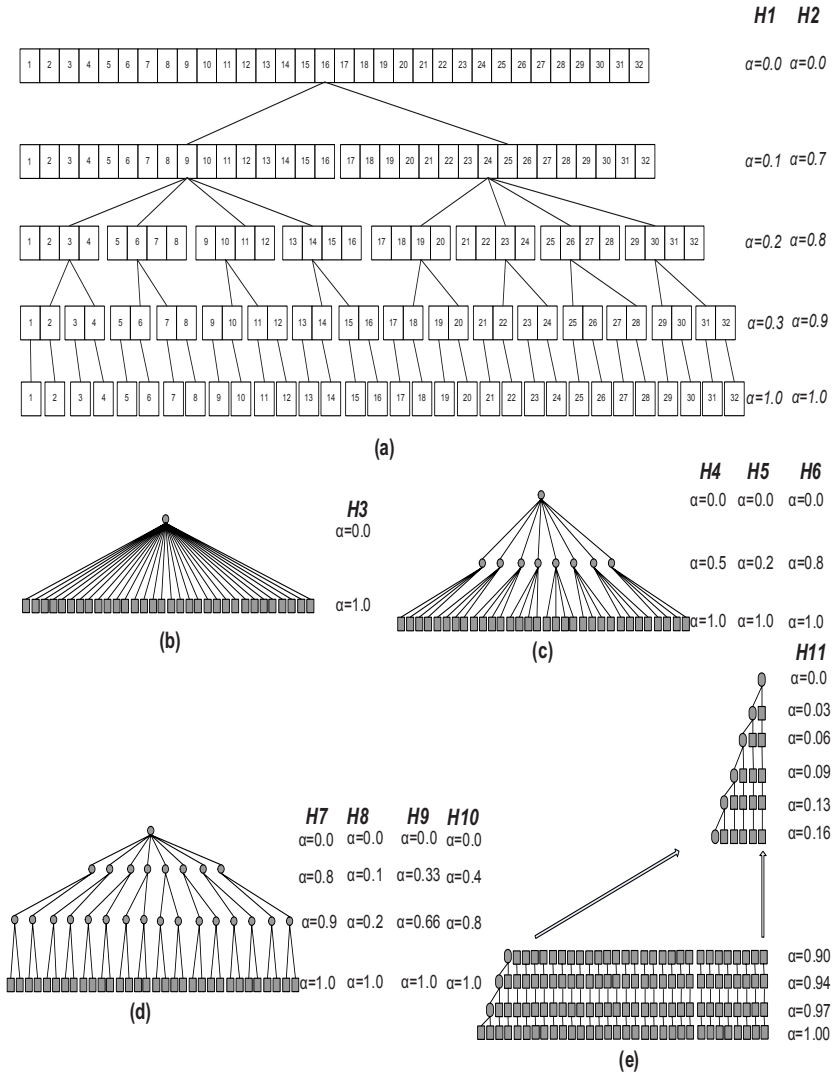 H1 H2
1 2 3 4 5 6 7 8 9 10 11 12 13 14 15 16 17 18 19 20 21 22 23 24 25 26 27 28 29 30 31 32 α=0.0 α=0.0
1 2 3 4 5 6 7 8 9 10 11 12 13 14 15 16 17 18 19 20 21 22 23 24 25 26 27 28 29 30 31 32 α=0.1 α=0.7
1 2 3 4 5 6 7 8 9 10 11 12 13 14 15 16 17 18 19 20 21 22 23 24 25 26 27 28 29 30 31 32 α=0.2 α=0.8
1 2 3 4 5 6 7 8 9 10 11 12 13 14 15 16 17 18 19 20 21 22 23 24 25 26 27 28 29 30 31 32 α=0.3 α=0.9
1 2 3 4 5 6 7 8 9 10 11 12 13 14 15 16 17 18 19 20 21 22 23 24 25 26 27 28 29 30 31 32 α=1.0 α=1.0
(a)
H3
α=0.0
α=1.0
(b)
H4 H5 H6
α=0.0 α=0.0 α=0.0
α=0.5 α=0.2 α=0.8
α=1.0 α=1.0 α=1.0
(c)
H7 H8 H9 H10
α=0.0 α=0.0 α=0.0 α=0.0
α=0.8 α=0.1 α=0.33 α=0.4
α=0.9 α=0.2 α=0.66 α=0.8
α=1.0 α=1.0 α=1.0 α=1.0
(d)
H11
α=0.0
α=0.03
α=0.06
α=0.09
α=0.13
α=0.16
α=0.90
α=0.94
α=0.97
α=1.00
(e)